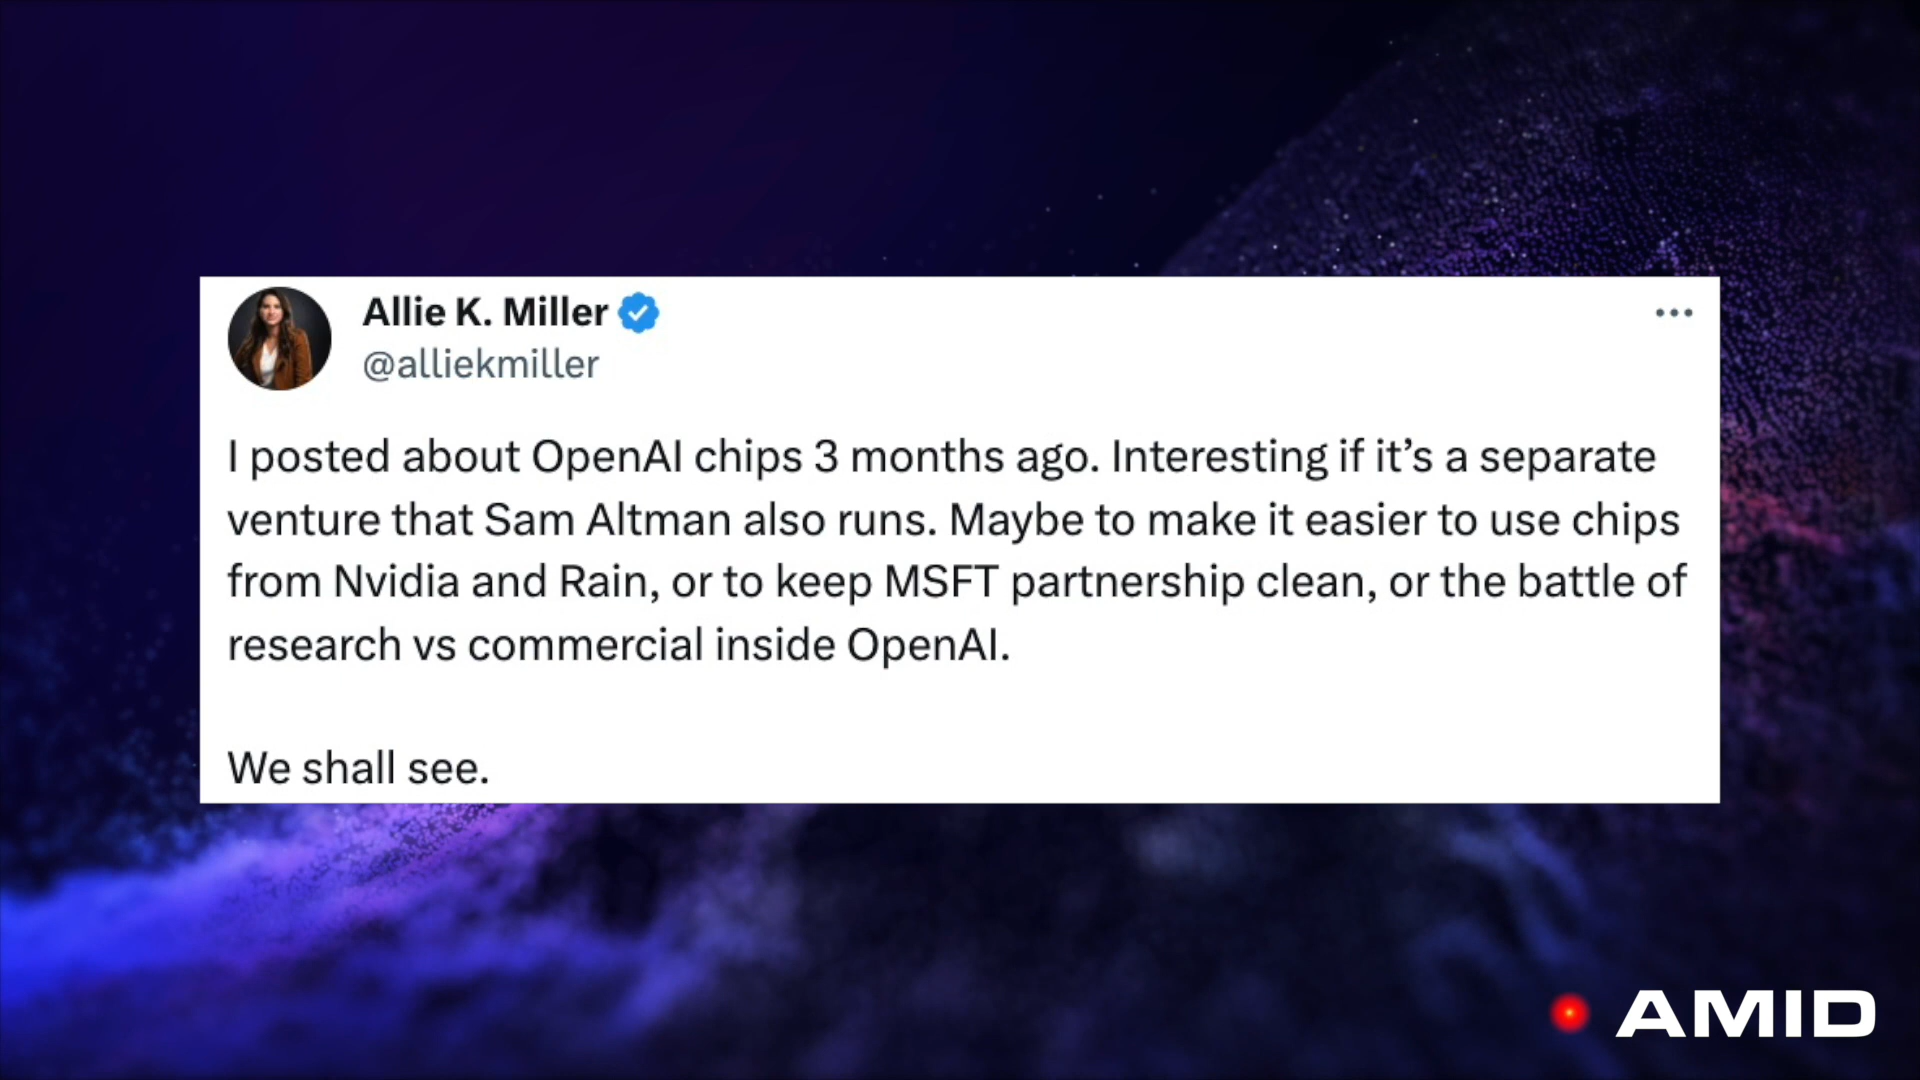 Allie K. Miller
@alliekmiller
I posted about OpenAI chips 3 months ago. Interesting if it’s a separate
venture that Sam Altman also runs. Maybe to make it easier to use chips
from Nvidia and Rain, or to keep MSFT partnership clean, or the battle of
research vs commercial inside OpenAI.
We shall see.
AMID